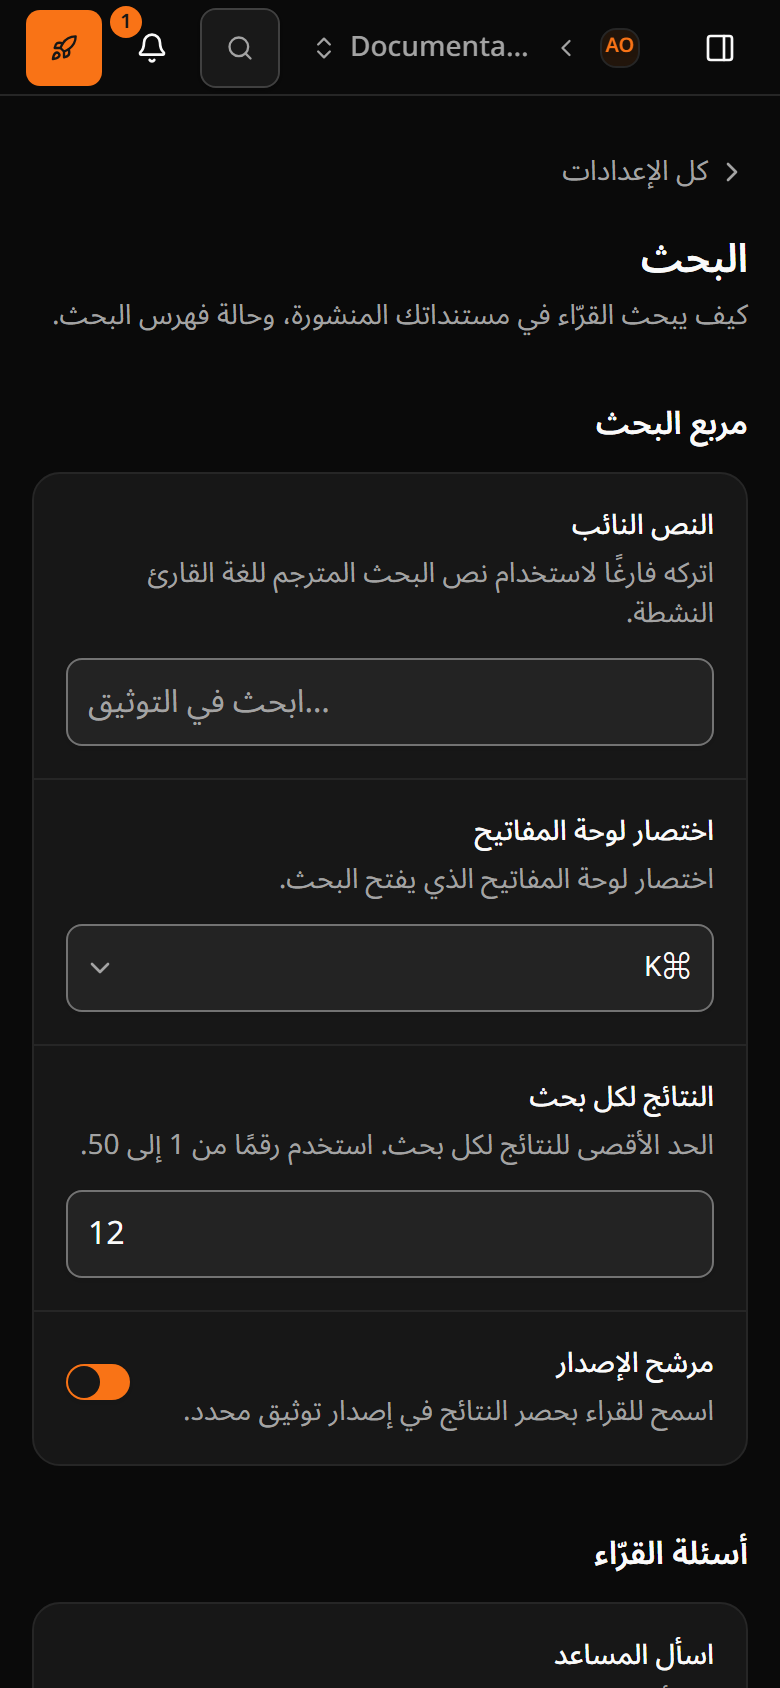 AO
Documenta...
1
كل الإعدادات
البحث
كيف يبحث القرّاء في مستنداتك المنشورة، وحالة فهرس البحث.
مربع البحث
النص النائب
اتركه فارغًا لاستخدام نص البحث المترجم للغة القارئ
النشطة.
ابحث في التوثيق...
اختصار لوحة المفاتيح
اختصار لوحة المفاتيح الذي يفتح البحث.
⌘K
النتائج لكل بحث
الحد الأقصى للنتائج لكل بحث. استخدم رقمًا من 1 إلى 50.
12
مرشح الإصدار
اسمح للقراء بحصر النتائج في إصدار توثيق محدد.
أسئلة القرّاء
اسأل المساعد